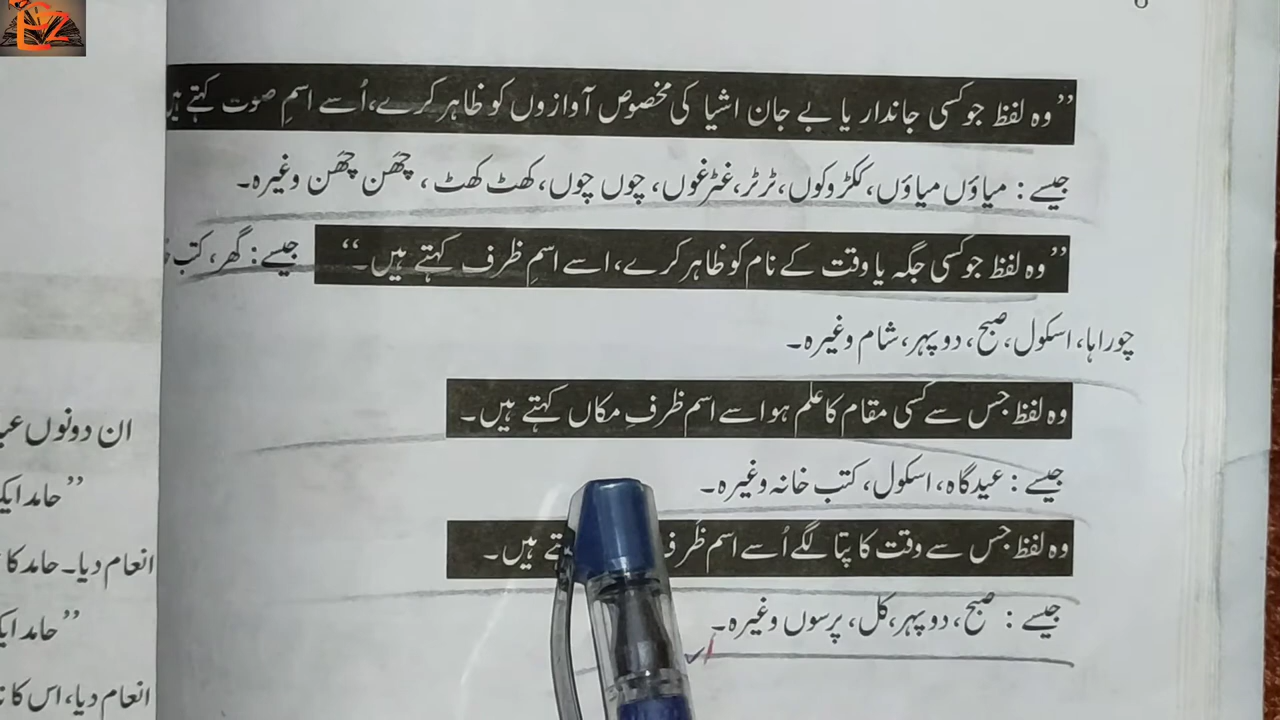 ”وہ لفظ جو کسی جاندار یا بے جان اشیا کی مخصوص آوازوں کو ظاہر کرے، اُسے اسمِ صوت کہتے ہیں
جیسے : میاؤں میاؤں، ککڑوکوں، ٹرٹر، غٹرغوں، چوں چوں، کھٹ کھٹ، چھن چھن وغیرہ۔
”وہ لفظ جو کسی جگہ یا وقت کے نام کو ظاہر کرے، اسے اسمِ ظرف کہتے ہیں۔“ جیسے : گھر، کتب
چوراہا، اسکول، صبح، دوپہر، شام وغیرہ۔
وہ لفظ جس سے کسی مقام کا علم ہو اسے اسم ظرفِ مکاں کہتے ہیں۔
جیسے : عیدگاہ، اسکول، کتب خانہ وغیرہ۔
وہ لفظ جس سے وقت کا پتا لگے اُسے اسم ظرف ہیں۔
جیسے : صبح، دوپہر، کل، پرسوں وغیرہ۔
ان دونوں
”حامد
انعام دیا۔ حامد کا
”حامد
انعام دیا، اس کا
Ez